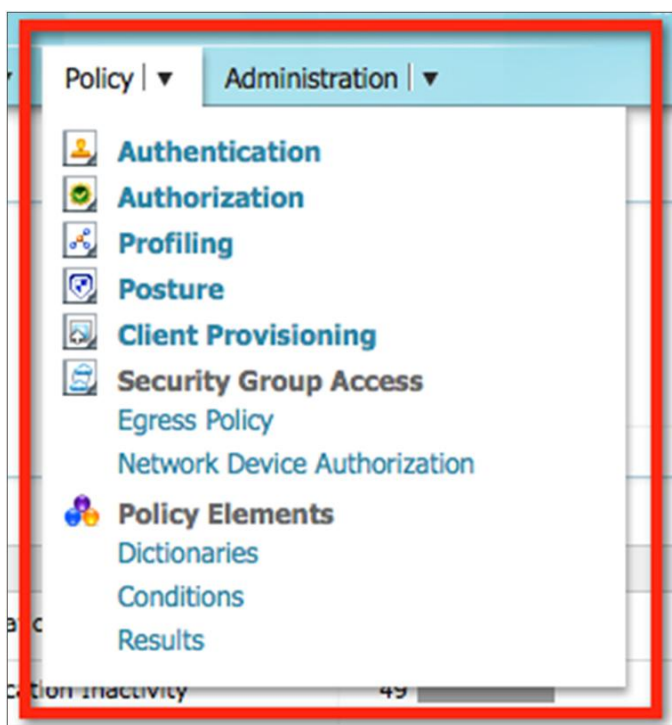 Policy | ▼ Administration | ▼
Authentication
Authorization
Profiling
Posture
Client Provisioning
Security Group Access
Egress Policy
Network Device Authorization
Policy Elements
Dictionaries
Conditions
Results
Inactivity 49